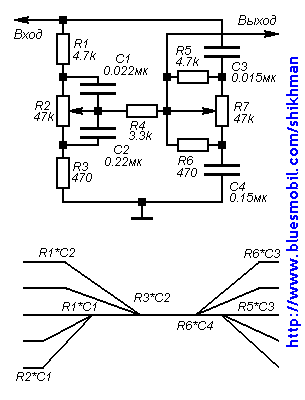 Вход
Выход
R1
4.7k
C1
0.022мк
R5
4.7k
C3
0.015мк
R2
47k
R4
3.3k
R7
47k
C2
0.22мк
R3
470
R6
470
C4
0.15мк
R1*C2
R6*C3
R1*C1
R3*C2
R6*C4
R5*C3
R2*C1
http://www.bluesmobil.com/shikhman